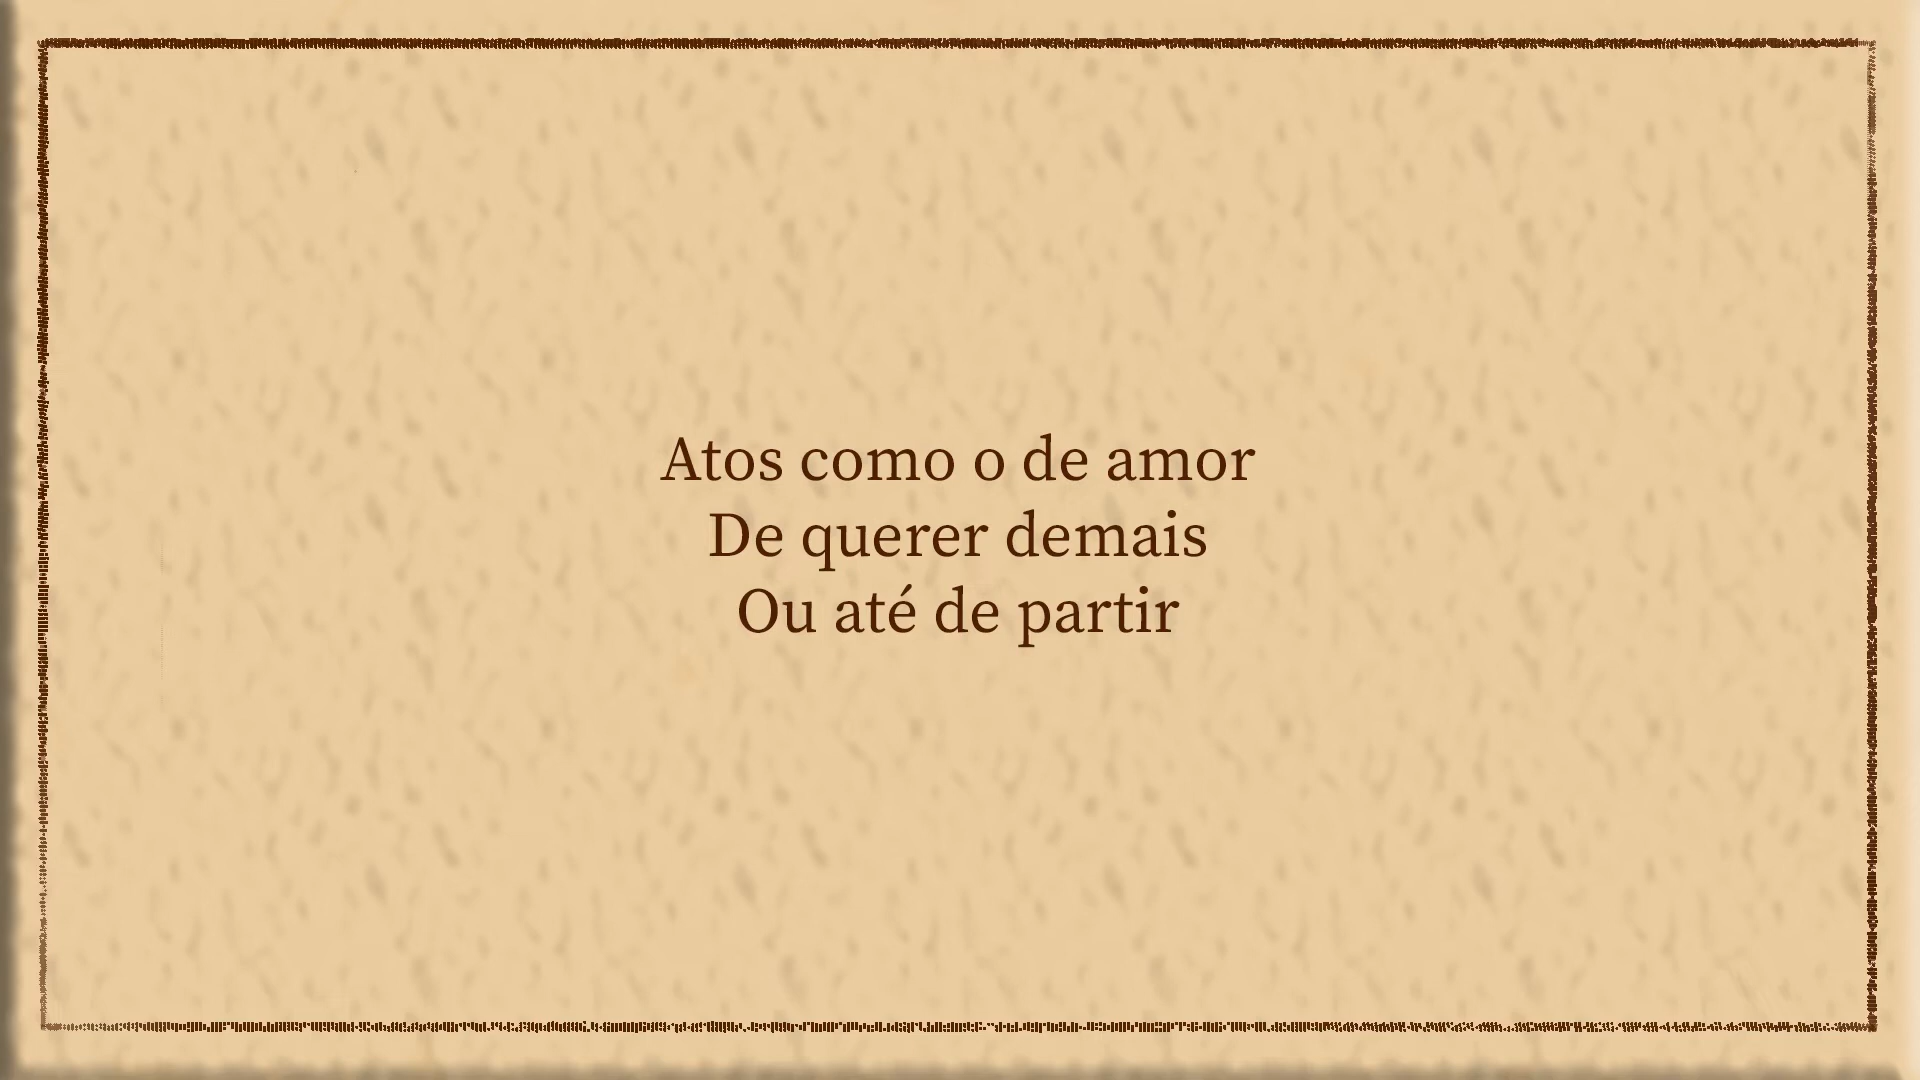 Atos como o de amor
De querer demais
Ou até de partir